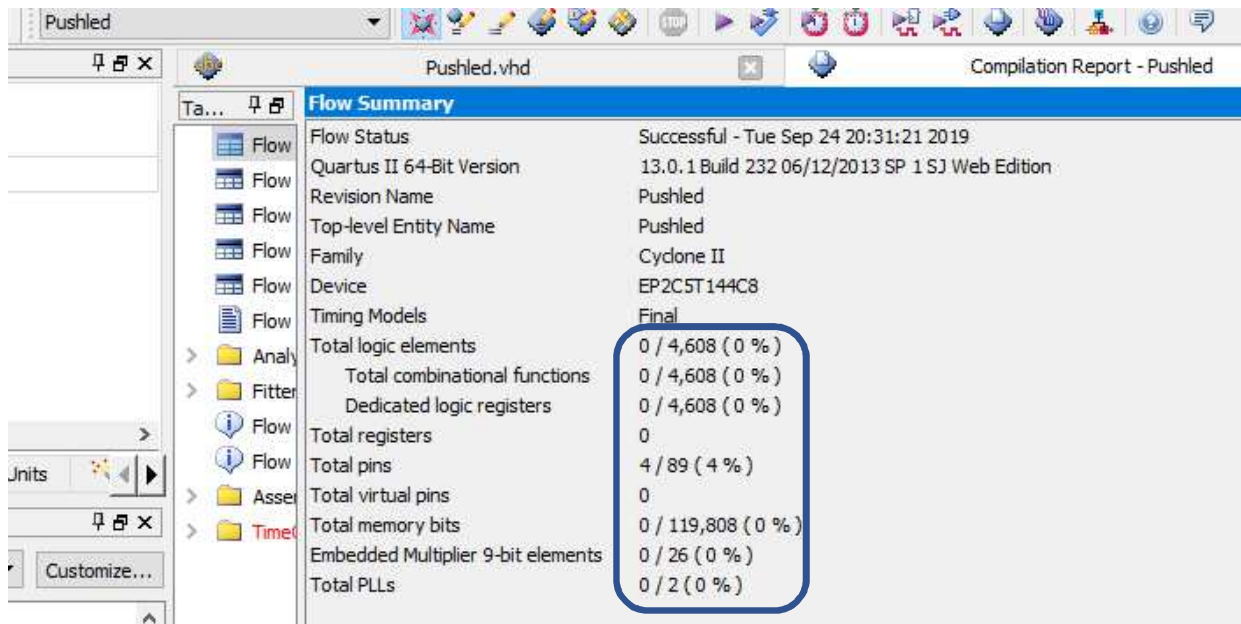 Pushled
STOP
Pushled.vhd
Compilation Report - Pushled
Ta...
Flow Summary
Flow
Flow
Flow
Flow
Flow
Flow
Analy
Fitter
Flow
Flow
Assem
Flow Status Successful - Tue Sep 24 20:31:21 2019
Quartus II 64-Bit Version 13.0.1 Build 232 06/12/2013 SP 1 SJ Web Edition
Revision Name Pushled
Top-level Entity Name Pushled
Family Cyclone II
Device EP2C5T144C8
Timing Models Final
Total logic elements 0 / 4,608 ( 0 % )
Total combinational functions 0 / 4,608 ( 0 % )
Dedicated logic registers 0 / 4,608 ( 0 % )
Total registers 0
Total pins 4 / 89 ( 4 % )
Total virtual pins 0
Total memory bits 0 / 119,808 ( 0 % )
Embedded Multiplier 9-bit elements 0 / 26 ( 0 % )
Total PLLs 0 / 2 ( 0 % )
Customize...